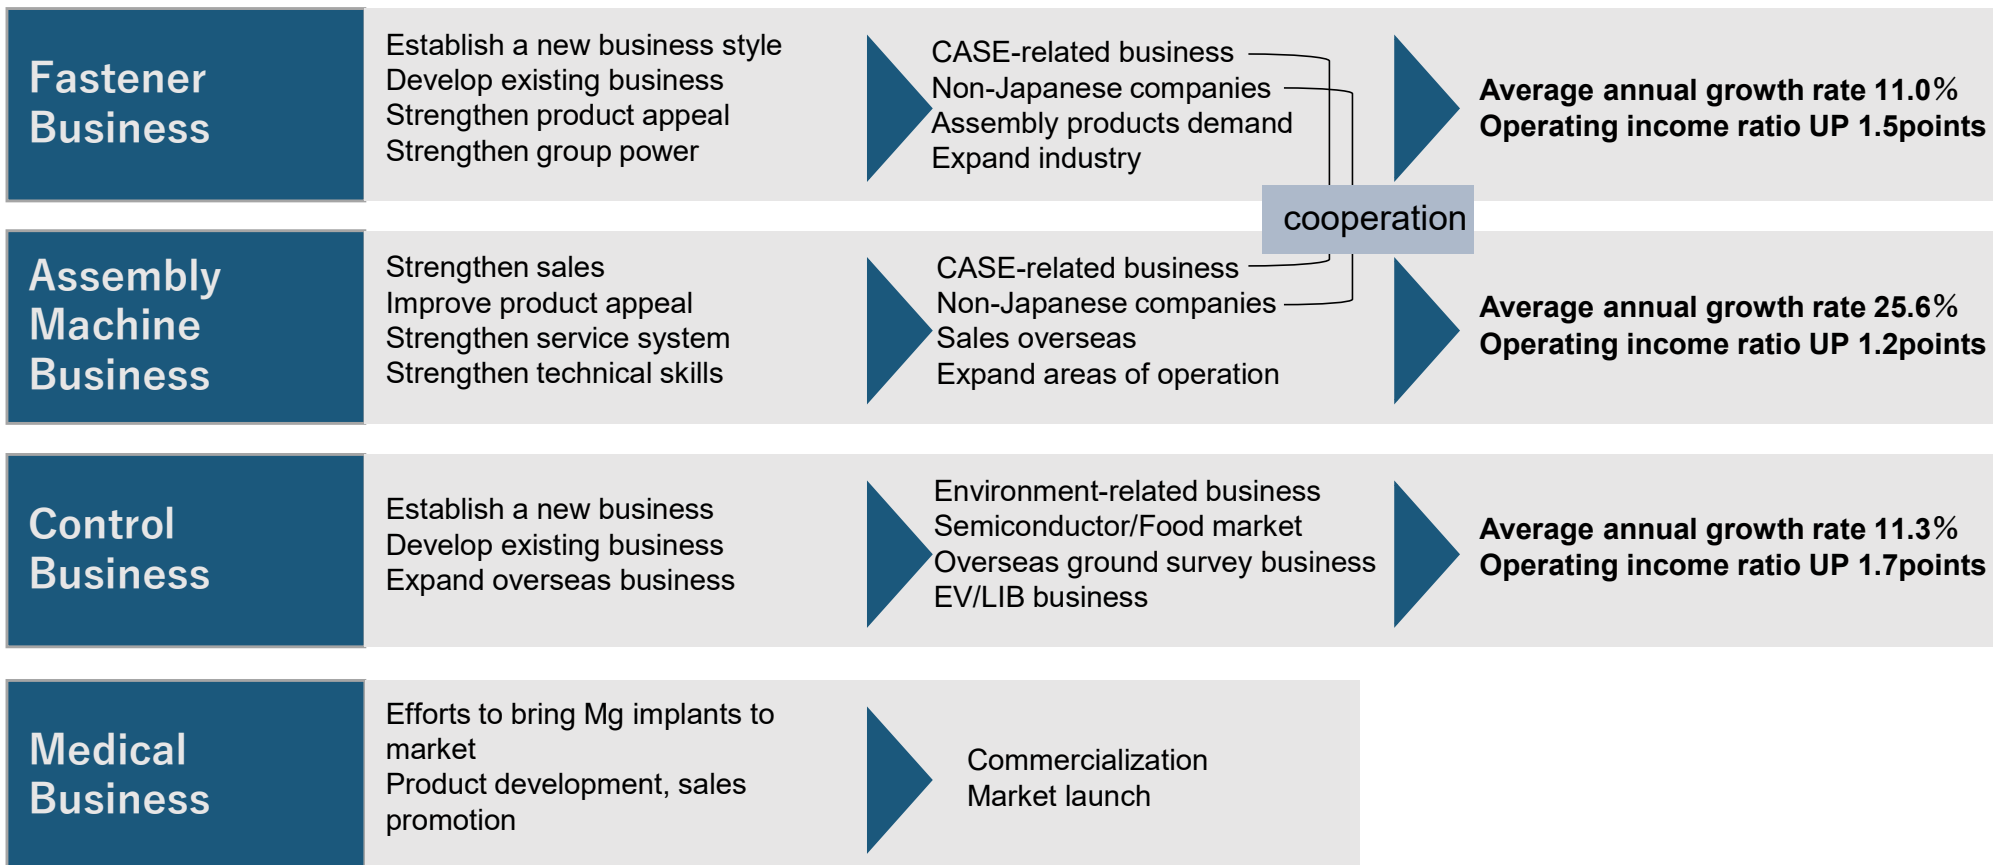 Fastener
Business
Establish a new business style
Develop existing business
Strengthen product appeal
Strengthen group power
CASE-related business
Non-Japanese companies
Assembly products demand
Expand industry
Average annual growth rate 11.0%
Operating income ratio UP 1.5points
cooperation
Assembly
Machine
Business
Strengthen sales
Improve product appeal
Strengthen service system
Strengthen technical skills
CASE-related business
Non-Japanese companies
Sales overseas
Expand areas of operation
Average annual growth rate 25.6%
Operating income ratio UP 1.2points
Control
Business
Establish a new business
Develop existing business
Expand overseas business
Environment-related business
Semiconductor/Food market
Overseas ground survey business
EV/LIB business
Average annual growth rate 11.3%
Operating income ratio UP 1.7points
Medical
Business
Efforts to bring Mg implants to
market
Product development, sales
promotion
Commercialization
Market launch